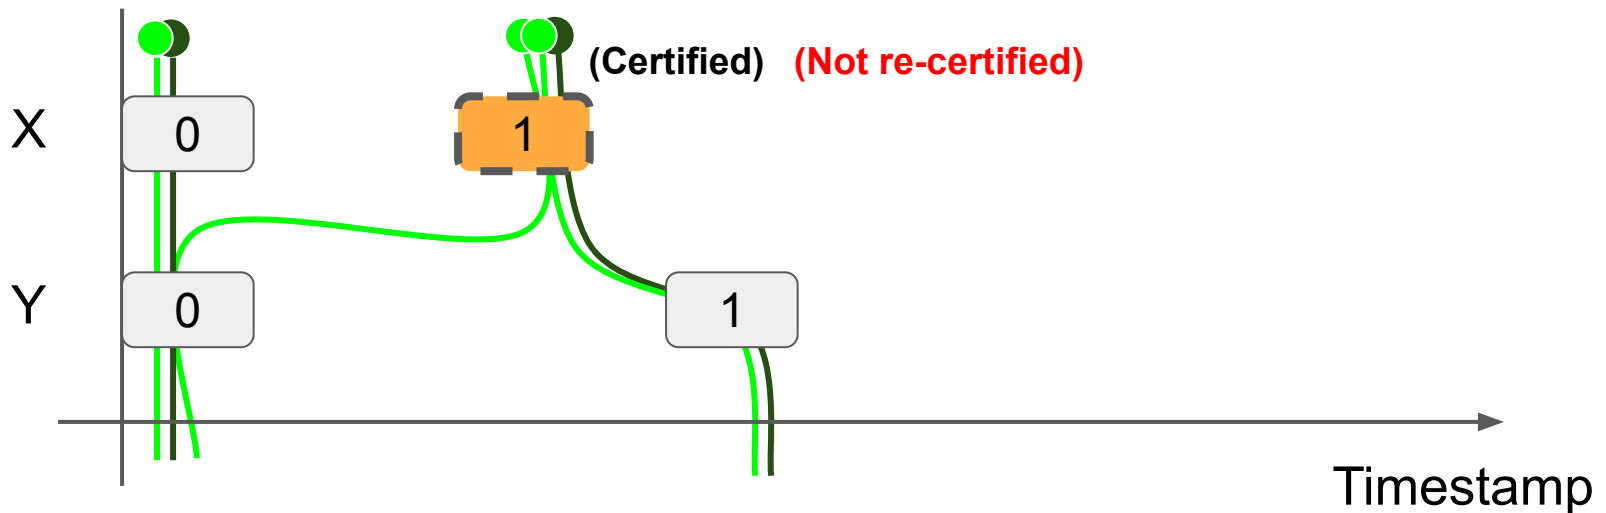 (Certified) (Not re-certified)
X 0 1
Y 0 1
Timestamp